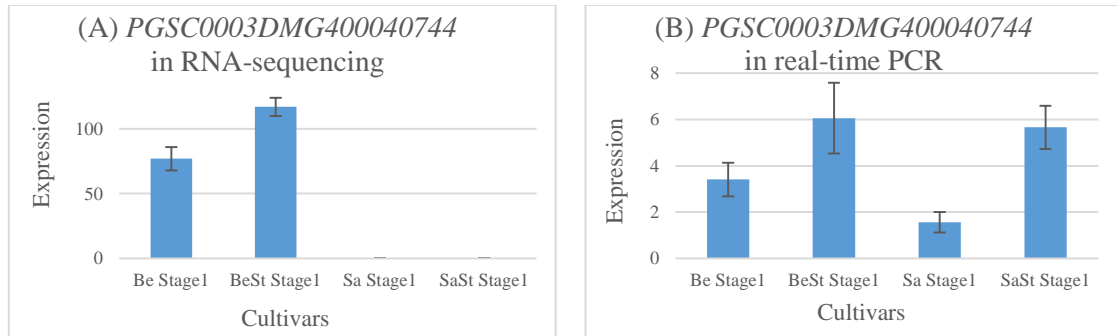 (A) PGSC0003DMG400040744
in RNA-sequencing
Expression
100
50
0
Be Stage1 BeSt Stage1 Sa Stage1 SaSt Stage1
Cultivars
(B) PGSC0003DMG400040744
in real-time PCR
Expression
8
6
4
2
0
Be Stage1 BeSt Stage1 Sa Stage1 SaSt Stage1
Cultivars